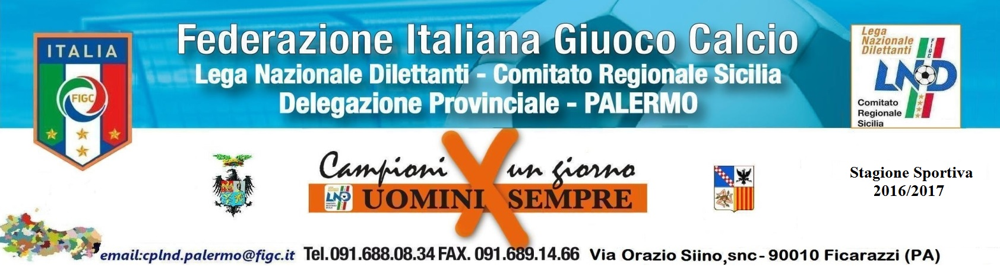 ITALIA
FIGC
Federazione Italiana Giuoco Calcio
Lega Nazionale Dilettanti - Comitato Regionale Sicilia
Delegazione Provinciale - PALERMO
Lega
Nazionale
Dilettanti
FIGC
LND
Comitato
Regionale
Sicilia
Campioni X un giorno
LND UOMINI X SEMPRE
Stagione Sportiva
2016/2017
email:cplnd.palermo@figc.it Tel.091.688.08.34 FAX. 091.689.14.66 Via Orazio Siino,snc-90010 Ficarazzi (PA)